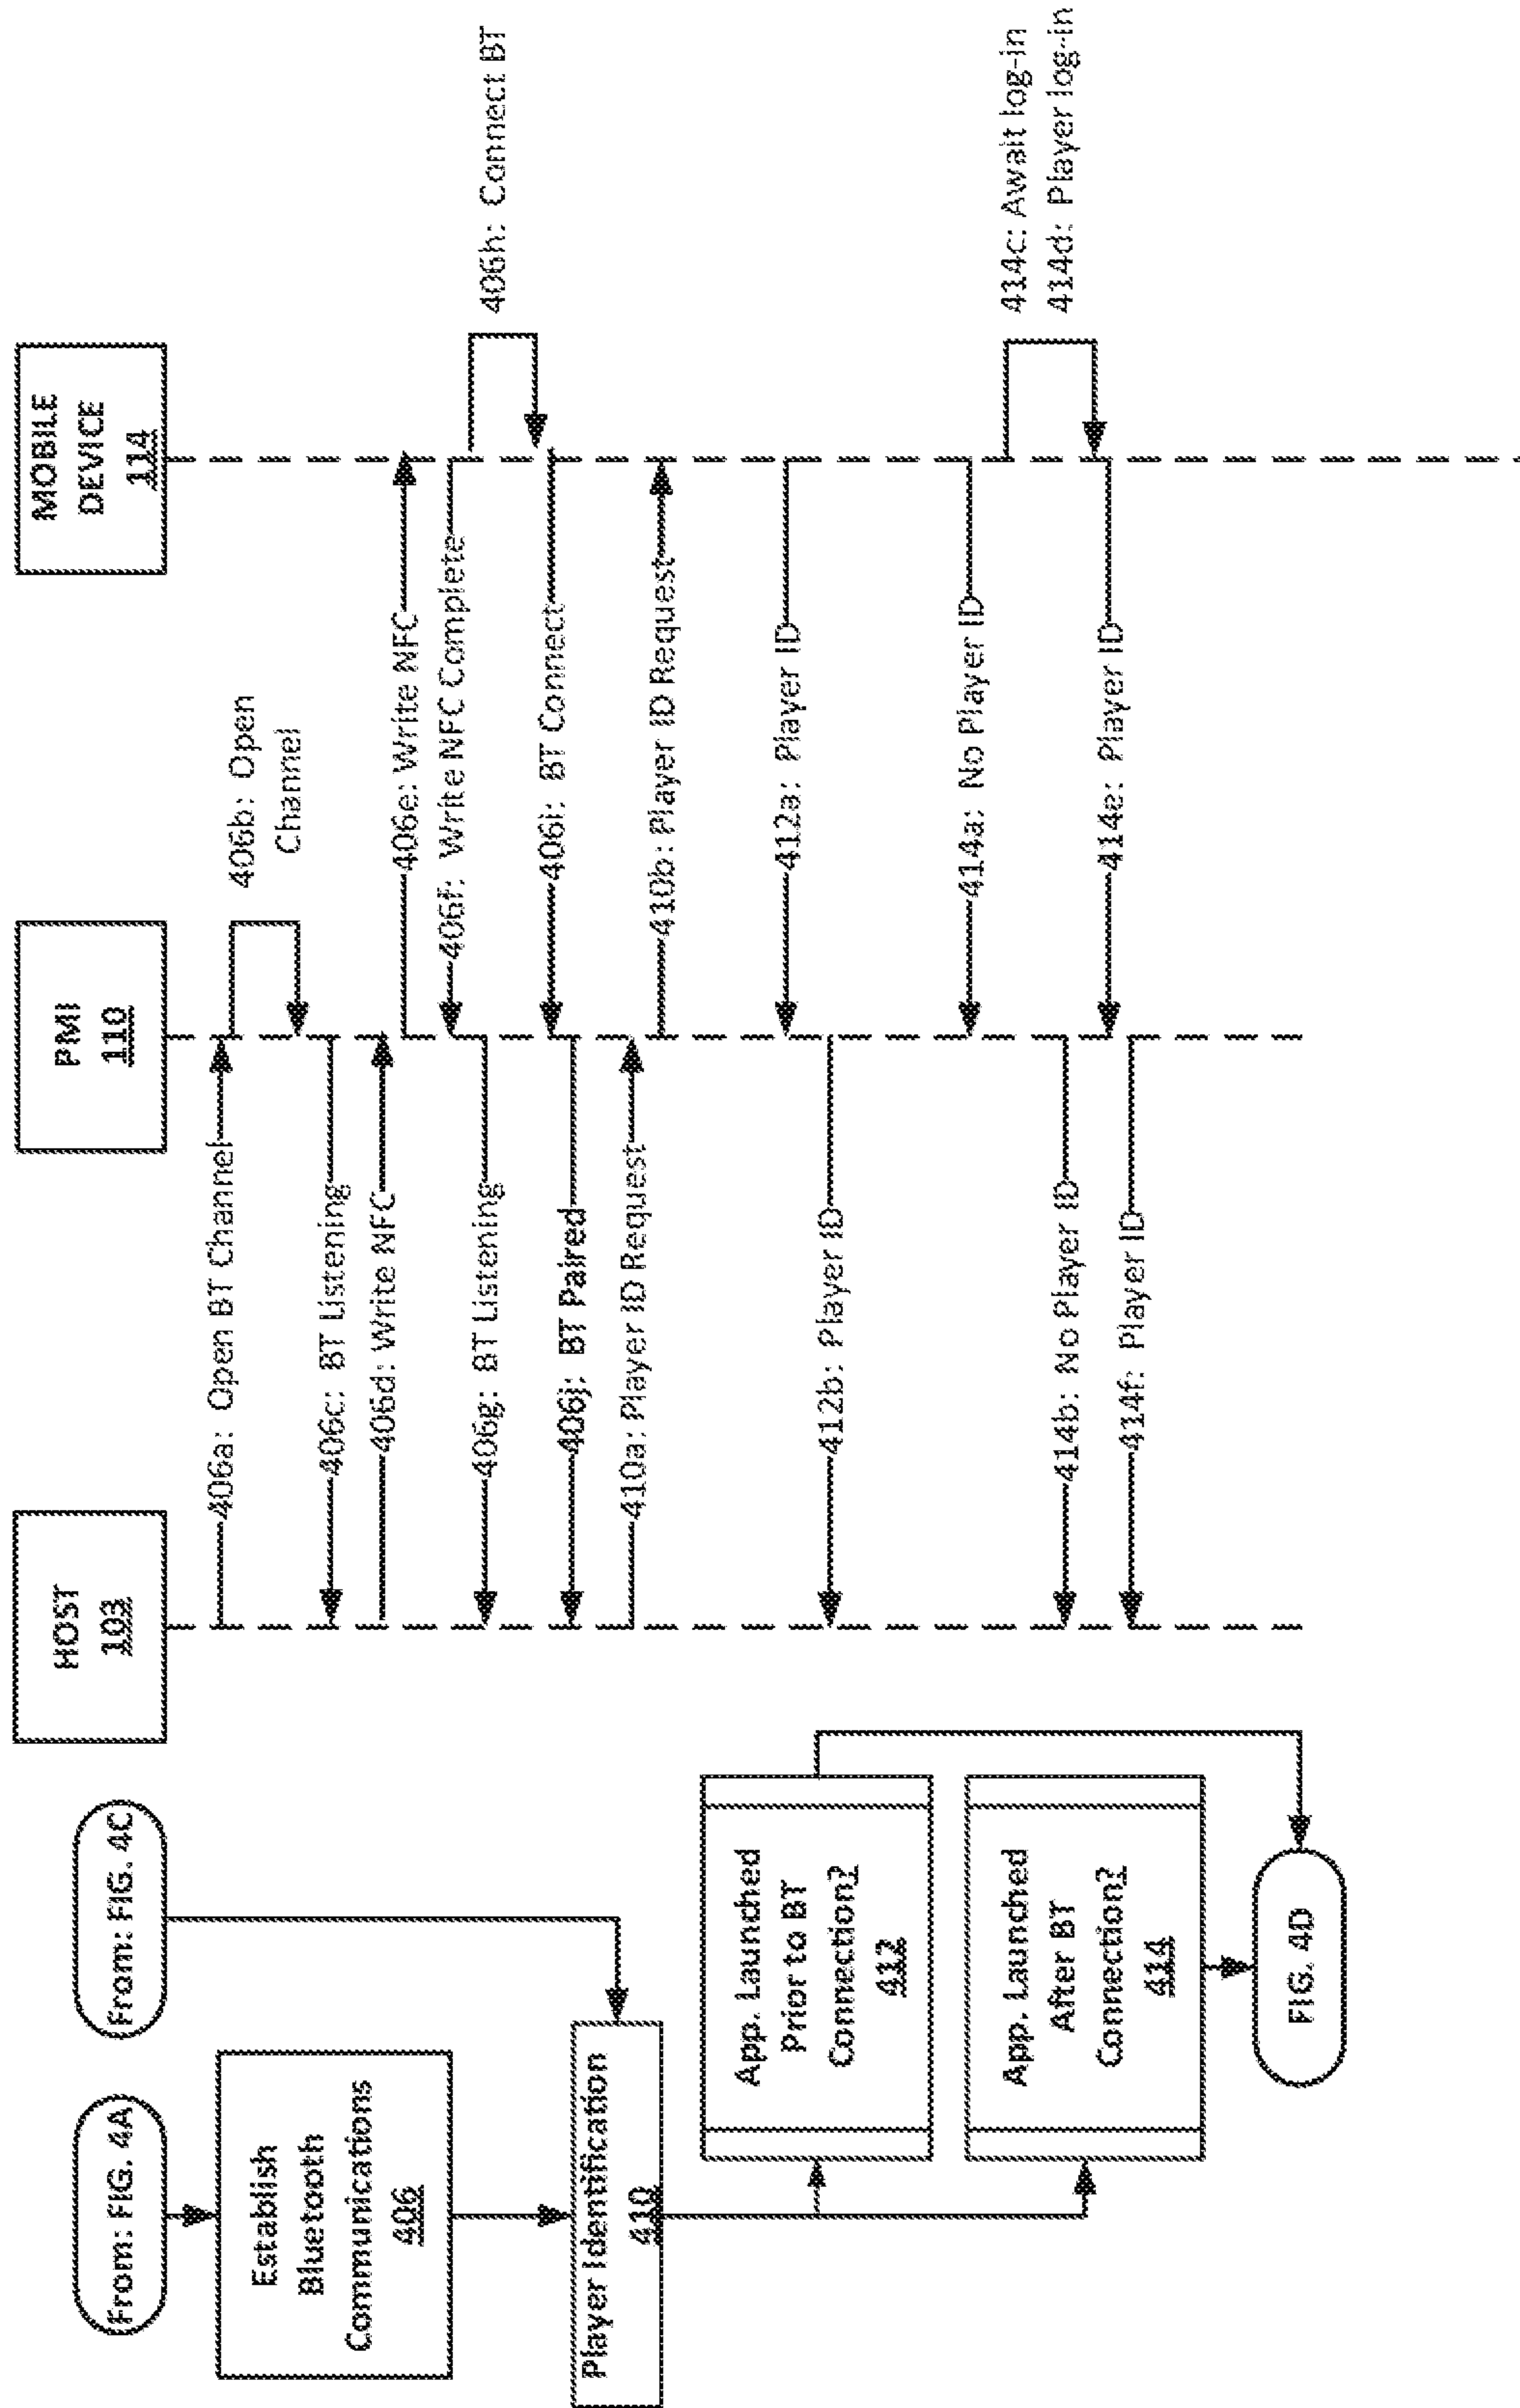 From: FIG. 4A
From: FIG. 4C
HOST
103
PMI
110
MOBILE
DEVICE
114
Establish
Bluetooth
Communications
406
406a: Open BT Channel
406b: Open
Channel
406c: BT Listening
406d: Write NFC
406e: Write NFC
406f: Write NFC Complete
406g: BT Listening
406h: Connect BT
406i: BT Connect
406j: BT Paired
Player Identification
410
410a: Player ID Request
410b: Player ID Request
App. Launched
Prior to BT
Connection?
412
412a: Player ID
412b: Player ID
App. Launched
After BT
Connection?
414
414a: No Player ID
414b: No Player ID
414c: Await log-in
414d: Player log-in
414e: Player ID
414f: Player ID
FIG. 4D